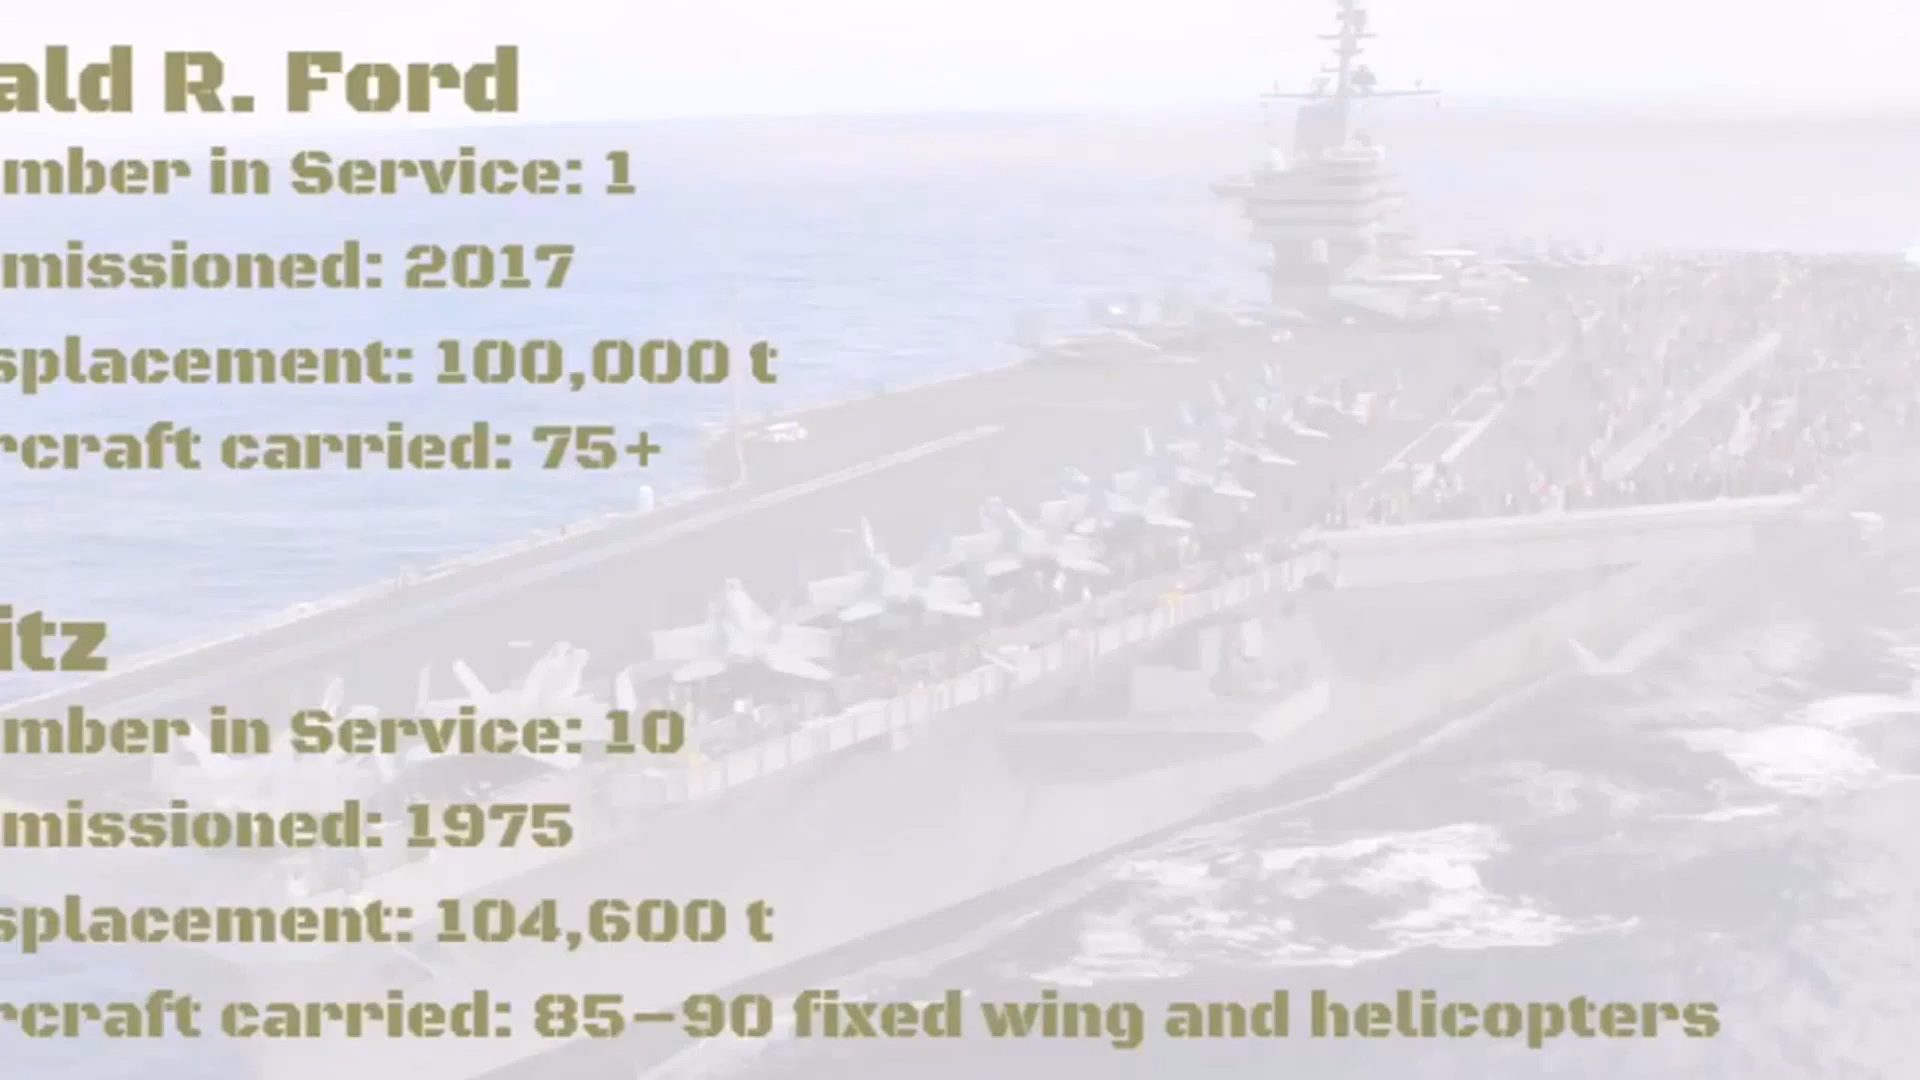 ald R. Ford
mber in Service: 1
missioned: 2017
splacement: 100,000 t
rcraft carried: 75+
itz
mber in Service: 10
missioned: 1975
splacement: 104,600 t
rcraft carried: 85–90 fixed wing and helicopters